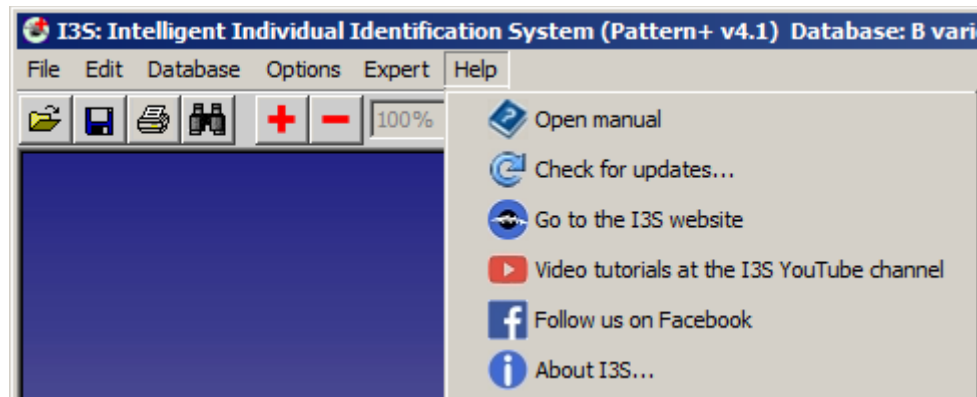 I3S: Intelligent Individual Identification System (Pattern+ v4.1) Database: B vari
File Edit Database Options Expert Help
100%
Open manual
Check for updates...
Go to the I3S website
Video tutorials at the I3S YouTube channel
Follow us on Facebook
About I3S...